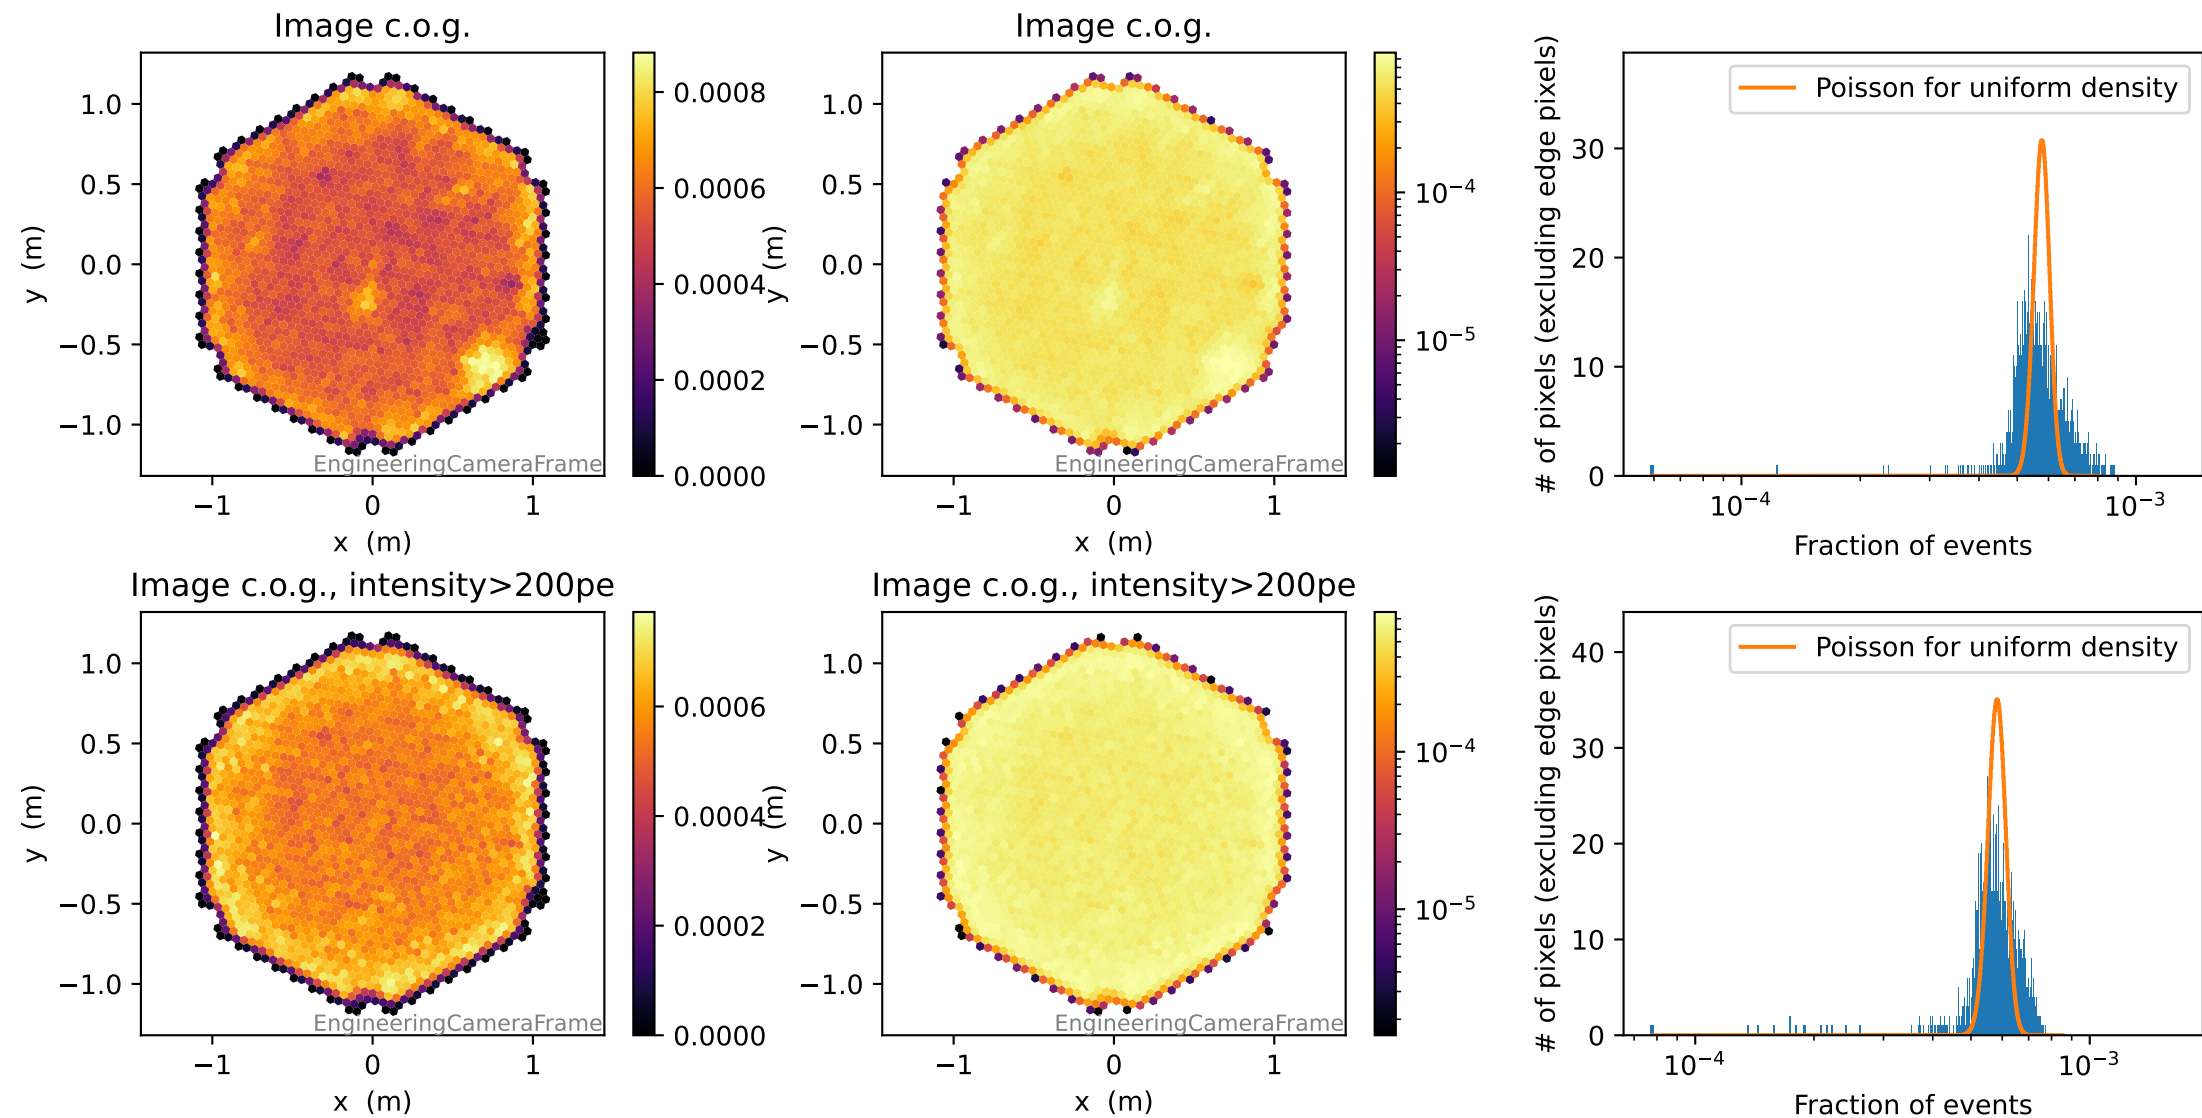 Image c.o.g.
1.0
0.5
0.0
−0.5
−1.0
y (m)
−1
0
1
x (m)
EngineeringCameraFrame
0.0008
0.0006
0.0004
0.0002
0.0000
Image c.o.g.
1.0
0.5
0.0
−0.5
−1.0
y (m)
−1
0
1
x (m)
EngineeringCameraFrame
10−4
10−5
Poisson for uniform density
# of pixels (excluding edge pixels)
30
20
10
0
10−4
10−3
Fraction of events
Image c.o.g., intensity>200pe
1.0
0.5
0.0
−0.5
−1.0
y (m)
−1
0
1
x (m)
EngineeringCameraFrame
0.0006
0.0004
0.0002
0.0000
Image c.o.g., intensity>200pe
1.0
0.5
0.0
−0.5
−1.0
y (m)
−1
0
1
x (m)
EngineeringCameraFrame
10−4
10−5
Poisson for uniform density
# of pixels (excluding edge pixels)
40
30
20
10
0
10−4
10−3
Fraction of events